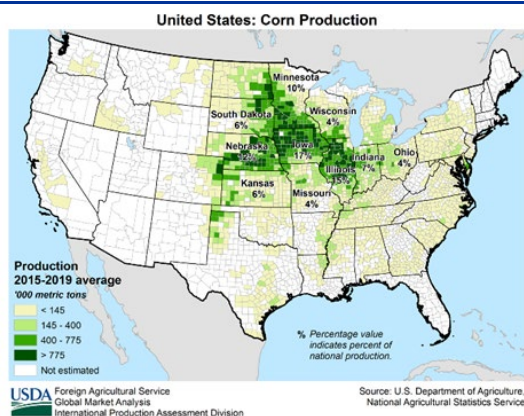 United States: Corn Production
Minnesota
10%
South Dakota
6%
Wisconsin
4%
Nebraska
Iowa
17%
Illinois
15%
Indiana
7%
Ohio
4%
Kansas
6%
Missouri
4%
Production
2015-2019 average
'000 metric tons
< 145
145 - 400
400 - 775
> 775
Not estimated
% Percentage value
indicates percent of
national production.
USDA Foreign Agricultural Service
Global Market Analysis
International Production Assessment Division
Source: U.S. Department of Agriculture,
National Agricultural Statistics Service